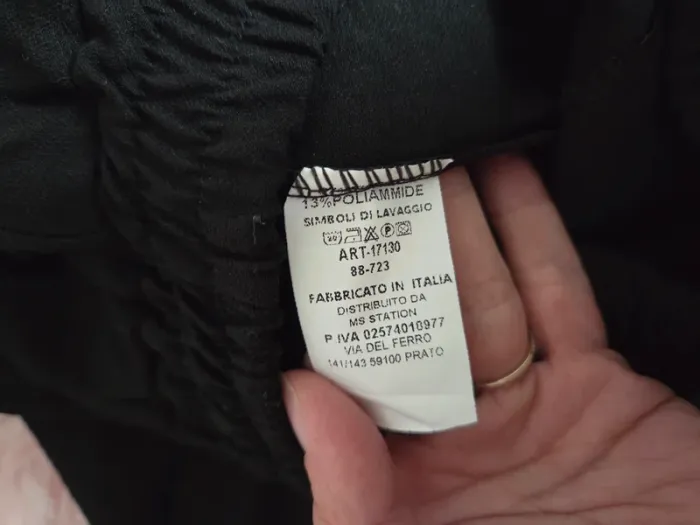 13%POLIAMMIDE
SIMBOLI DI LAVAGGIO
ART-17130
88-723
FABBRICATO IN ITALIA
DISTRIBUITO DA
MS STATION
P.IVA 02574010977
VIA DEL FERRO
141/143 59100 PRATO